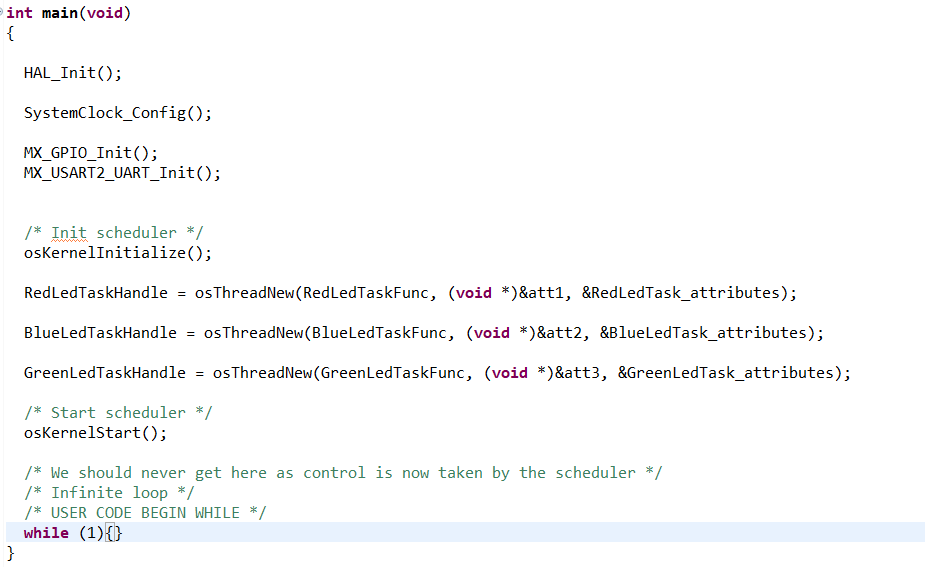 int main(void)
{
HAL_Init();
SystemClock_Config();
MX_GPIO_Init();
MX_USART2_UART_Init();
/* Init scheduler */
osKernelInitialize();
RedLedTaskHandle = osThreadNew(RedLedTaskFunc, (void *)&att1, &RedLedTask_attributes);
BlueLedTaskHandle = osThreadNew(BlueLedTaskFunc, (void *)&att2, &BlueLedTask_attributes);
GreenLedTaskHandle = osThreadNew(GreenLedTaskFunc, (void *)&att3, &GreenLedTask_attributes);
/* Start scheduler */
osKernelStart();
/* We should never get here as control is now taken by the scheduler */
/* Infinite loop */
/* USER CODE BEGIN WHILE */
while (1){}
}